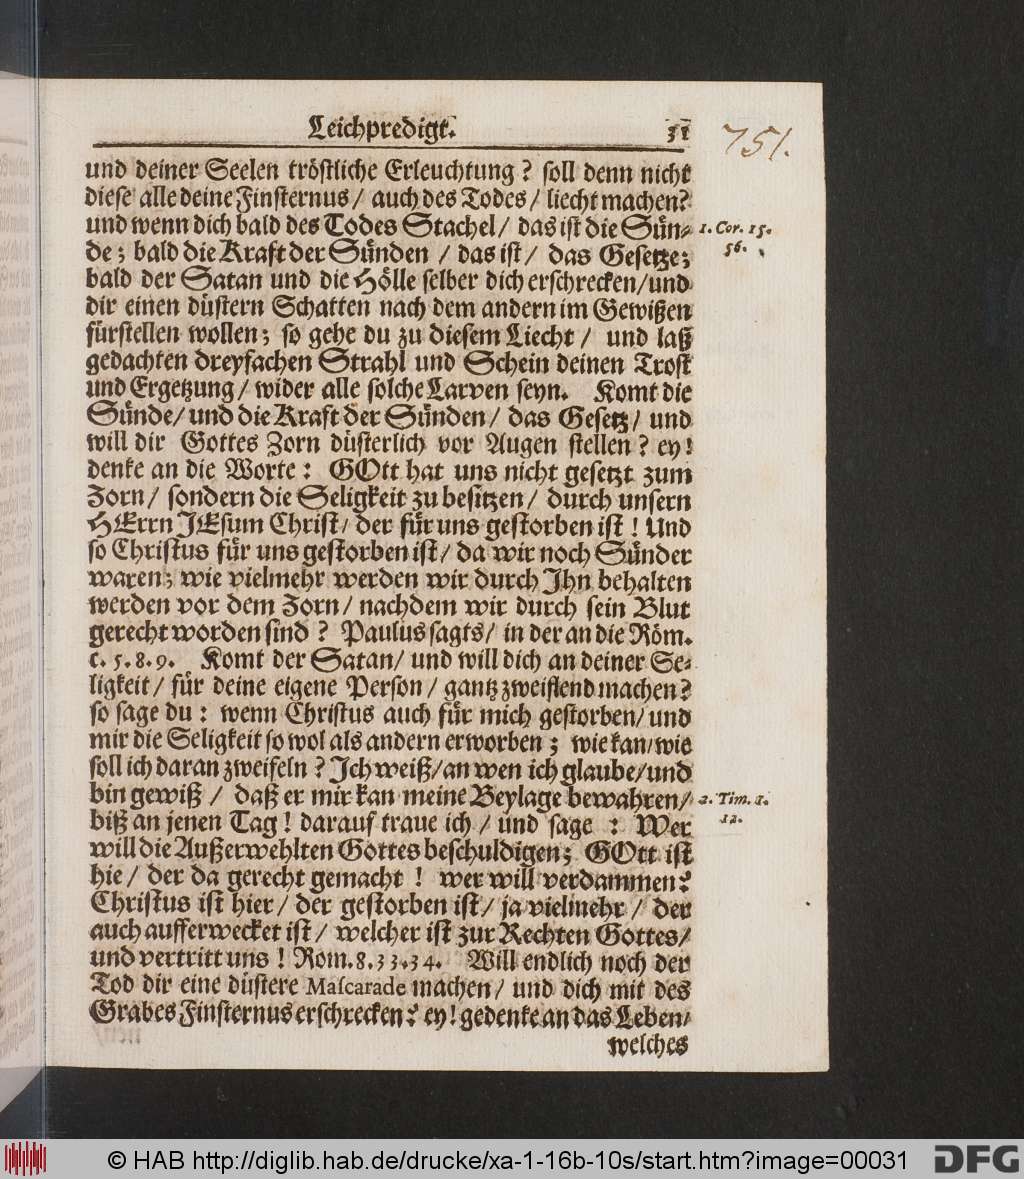 Leichpredigt. 31
751.
und deiner Seelen tröstliche Erleuchtung? soll denn nicht
diese alle deine Finsternus / auch des Todes / liecht machen?
und wenn dich bald des Todes Stachel / das ist die Sün-
1. Cor. 15.
de; bald die Kraft der Sünden / das ist / das Gesetze;
56.
bald der Satan und die Hölle selber dich erschrecken/und
dir einen düstern Schatten nach dem andern im Gewißen
fürstellen wollen; so gehe du zu diesem Liecht / und laß
gedachten dreyfachen Strahl und Schein deinen Trost
und Ergetzung / wider alle solche Larven seyn. Komt die
Sünde/ und die Kraft der Sünden / das Gesetz/ und
will dir Gottes Zorn düsterlich vor Augen stellen? ey!
denke an die Worte: GOtt hat uns nicht gesetzt zum
Zorn/ sondern die Seligkeit zu besitzen/ durch unsern
HErrn JEsum Christ/ der für uns gestorben ist! Und
so Christus für uns gestorben ist/ da wir noch Sünder
waren; wie vielmehr werden wir durch Ihn behalten
werden vor dem Zorn/ nachdem wir durch sein Blut
gerecht worden sind? Paulus sagts/ in der an die Röm.
c. 5. 8. 9. Komt der Satan/ und will dich an deiner Se-
ligkeit/ für deine eigene Person/ gantz zweiflend machen?
so sage du: wenn Christus auch für mich gestorben/ und
mir die Seligkeit so wol als andern erworben; wie kan/wie
soll ich daran zweifeln? Ich weiß/an wen ich glaube/und
bin gewiß / daß er mir kan meine Beylage bewahren/
2. Tim. 1.
biß an jenen Tag! darauf traue ich / und sage : Wer
12.
will die Außerwehlten Gottes beschuldigen; GOtt ist
hie/ der da gerecht gemacht! wer will verdammen?
Christus ist hier/ der gestorben ist/ ja vielmehr / der
auch aufferwecket ist/ welcher ist zur Rechten Gottes/
und vertritt uns! Rom. 8. 33. 34. Will endlich noch der
Tod dir eine düstere Mascarade machen/ und dich mit des
Grabes Finsternus erschrecken? ey! gedenke an das Leben/
welches
© HAB http://diglib.hab.de/drucke/xa-1-16b-10s/start.htm?image=00031
DFG